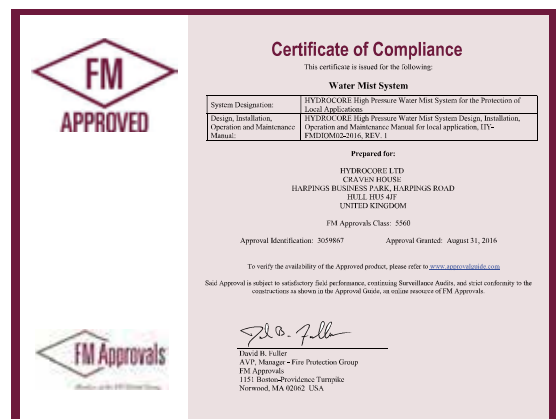 FM
APPROVED
Certificate of Compliance
This certificate is issued for the following:
Water Mist System
System Designation:
HYDROCORE High Pressure Water Mist System for the Protection of
Local Applications
Design, Installation,
Operation and Maintenance
Manual:
HYDROCORE High Pressure Water Mist System Design, Installation,
Operation and Maintenance Manual for local application, HY-
FMDIOM02-2016, REV. 1
Prepared for:
HYDROCORE LTD
CRAVEN HOUSE
HARPINGS BUSINESS PARK, HARPINGS ROAD
HULL HU5 4JF
UNITED KINGDOM
FM Approvals Class: 5560
Approval Identification: 3059867 Approval Granted: August 31, 2016
To verify the availability of the Approved product, please refer to www.approvalguide.com
Said Approval is subject to satisfactory field performance, continuing Surveillance Audits, and strict conformity to the
constructions as shown in the Approval Guide, an online resource of FM Approvals.
David B. Fuller
AVP, Manager – Fire Protection Group
FM Approvals
1151 Boston-Providence Turnpike
Norwood, MA 02062 USA
FM Approvals